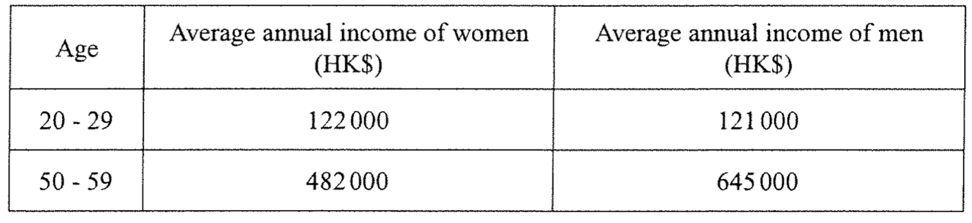 Age
Average annual income of women
(HK$)
Average annual income of men
(HK$)
20 - 29
122 000
121 000
50 - 59
482 000
645 000